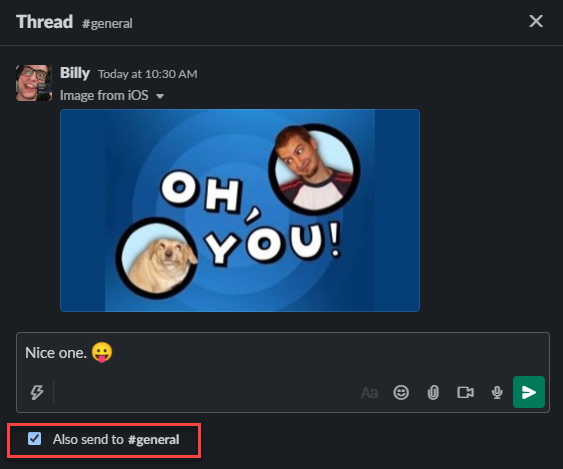 Thread #general
Billy Today at 10:30 AM
Image from iOS
OH,
YOU!
Nice one. 😛
Aa
Also send to #general